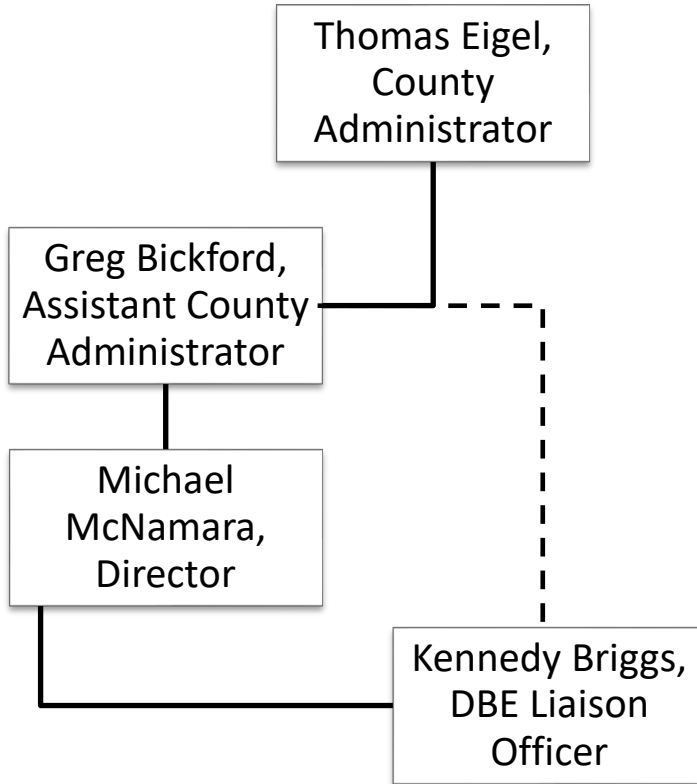 Thomas Eigel,
County
Administrator
Greg Bickford,
Assistant County
Administrator
Michael
McNamara,
Director
Kennedy Briggs,
DBE Liaison
Officer